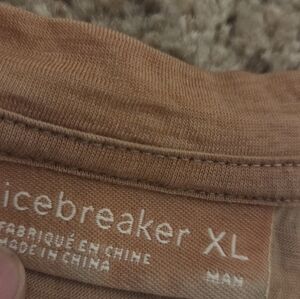 icebreaker XL
FABRIQUÉ EN CHINE
MADE IN CHINA
MAN